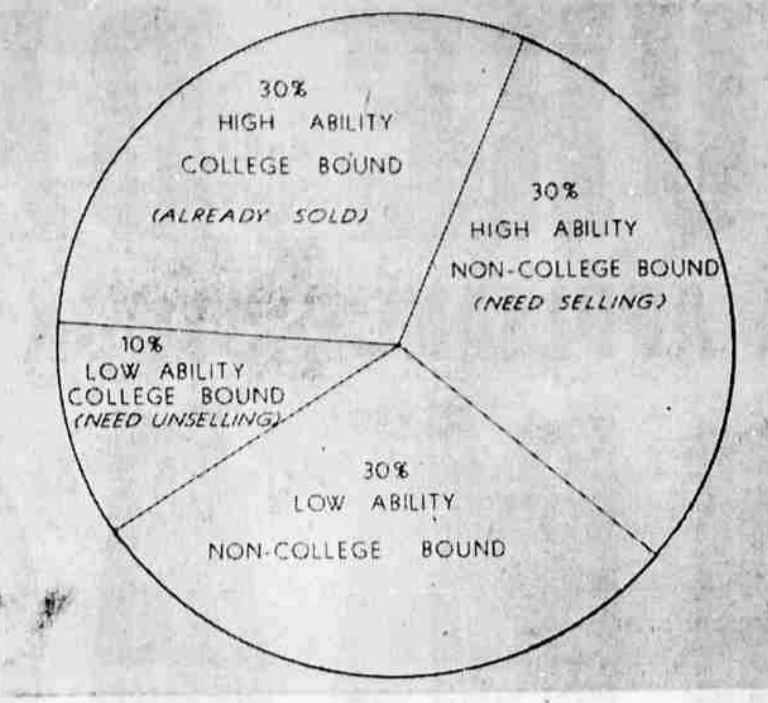 30%
HIGH ABILITY
COLLEGE BOUND
(ALREADY SOLD)
30%
HIGH ABILITY
NON-COLLEGE BOUND
(NEED SELLING)
10%
LOW ABILITY
COLLEGE BOUND
(NEED UNSELLING)
30%
LOW ABILITY
NON-COLLEGE BOUND